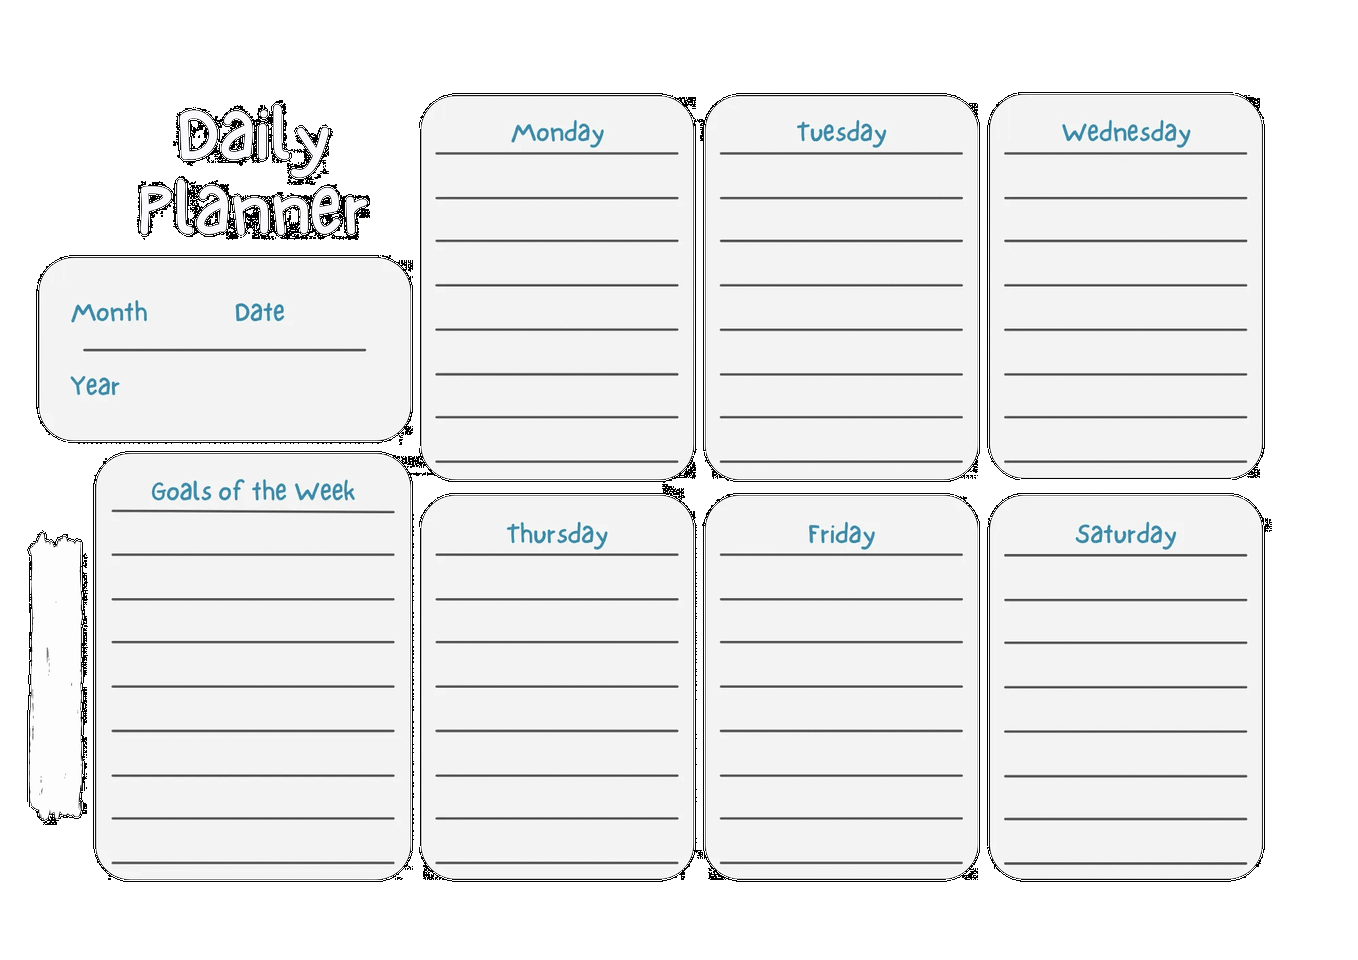 Daily
Planner
Month Date
Year
Goals of the Week
Monday
Tuesday
Wednesday
Thursday
Friday
Saturday